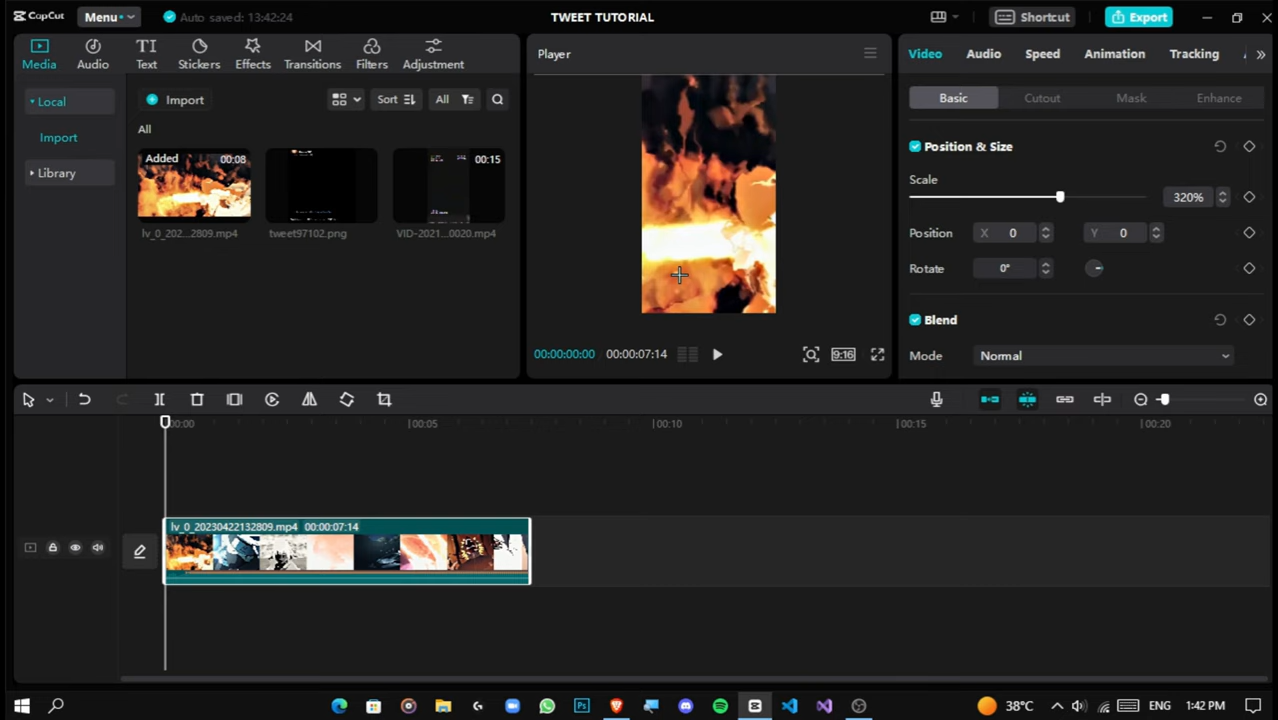 CapCut
Menu
Auto saved: 13:42:24
TWEET TUTORIAL
Shortcut
Export
Media
Audio
Text
Stickers
Effects
Transitions
Filters
Adjustment
Local
Import
Library
Import
Sort
All
All
Added
00:08
lv_0_202...2809.mp4
tweet97102.png
00:15
VID-2021...0020.mp4
Player
00:00:00:00
00:00:07:14
9:16
Video
Audio
Speed
Animation
Tracking
Basic
Cutout
Mask
Enhance
Position & Size
Scale
320%
Position
X 0
Y 0
Rotate
0°
Blend
Mode
Normal
00:00
00:05
00:10
00:15
00:20
lv_0_20230422132809.mp4 00:00:07:14
Ps
38°C
ENG
1:42 PM